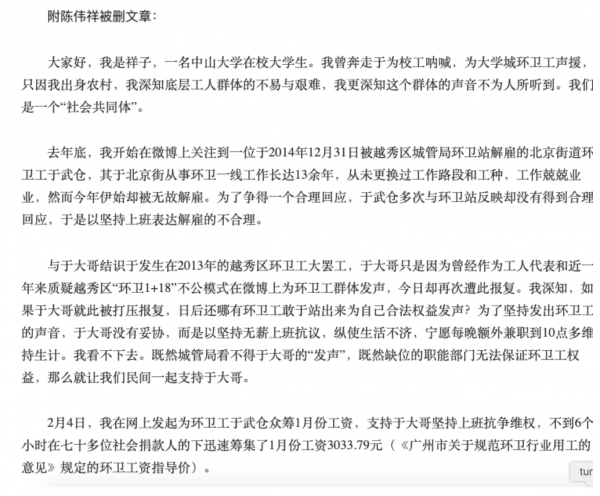 附陈伟祥被删文章：
大家好，我是祥子，一名中山大学在校大学生。我曾奔走于为校工呐喊，为大学城环卫工声援，
只因我出身农村，我深知底层工人群体的不易与艰难，我更深知这个群体的声音不为人所听到。我们
是一个“社会共同体”。
去年底，我开始在微博上关注到一位于2014年12月31日被越秀区城管局环卫站解雇的北京街道环
卫工于武仓，其于北京街从事环卫一线工作长达13余年，从未更换过工作路段和工种，工作兢兢业
业，然而今年伊始却被无故解雇。为了争得一个合理回应，于武仓多次与环卫站反映却没有得到合理
回应，于是以坚持上班表达解雇的不合理。
与于大哥结识于发生在2013年的越秀区环卫工大罢工，于大哥只是因为曾经作为工人代表和近一
年来质疑越秀区“环卫1+18”不公模式在微博上为环卫工群体发声，今日却再次遭此报复。我深知，如
果于大哥就此被打压报复，日后还哪有环卫工敢于站出来为自己合法权益发声？为了坚持发出环卫工
的声音，于大哥没有妥协，而是以坚持无薪上班抗议，纵使生活不济，宁愿每晚额外兼职到10点多维
持生计。我看不下去。既然城管局看不得于大哥的“发声”，既然缺位的职能部门无法保证环卫工权
益，那么就让我们民间一起支持于大哥。
2月4日，我在网上发起为环卫工于武仓众筹1月份工资，支持于大哥坚持上班抗争维权，不到6个
小时在七十多位社会捐款人的下迅速筹集了1月份工资3033.79元（《广州市关于规范环卫行业用工的
意见》规定的环卫工资指导价）。